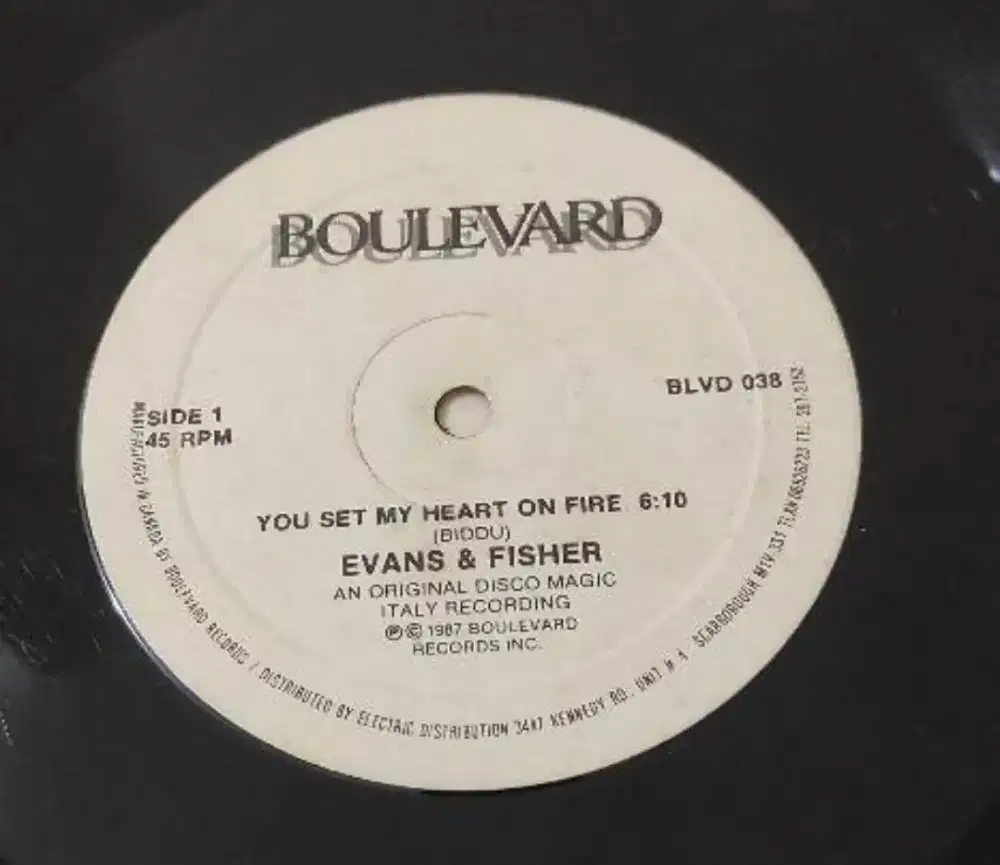 BOULEVARD
SIDE 1
45 RPM
BLVD 038
YOU SET MY HEART ON FIRE 6:10
(BIDDU)
EVANS & FISHER
AN ORIGINAL DISCO MAGIC
ITALY RECORDING
℗ © 1987 BOULEVARD
RECORDS INC.
MANUFACTURED IN CANADA BY BOULEVARD RECORDS / DISTRIBUTED BY ELECTRIC DISTRIBUTION KENNEDY RD. UNIT # 4 SCARBOROUGH TEL.